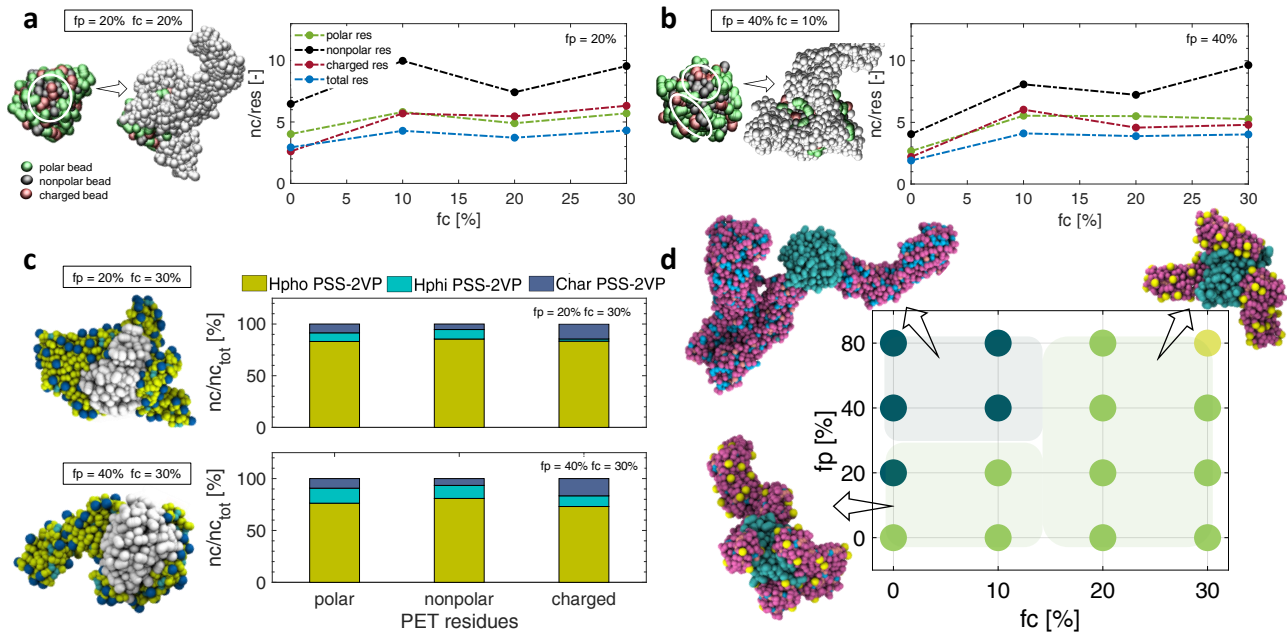 a
fp = 20% fc = 20%
polar bead
nonpolar bead
charged bead
polar res
nonpolar res
charged res
total res
fp = 20%
nc/res [-]
10
5
0
0
5
10
15
20
25
30
fc [%]
b
fp = 40% fc = 10%
fp = 40%
nc/res [-]
10
5
0
0
5
10
15
20
25
30
fc [%]
c
fp = 20% fc = 30%
Hpho PSS-2VP
Hphi PSS-2VP
Char PSS-2VP
fp = 20% fc = 30%
nc/nc_tot [%]
100
50
0
fp = 40% fc = 30%
fp = 40% fc = 30%
nc/nc_tot [%]
100
50
0
polar
nonpolar
charged
PET residues
d
fp [%]
80
40
20
0
0
10
20
30
fc [%]